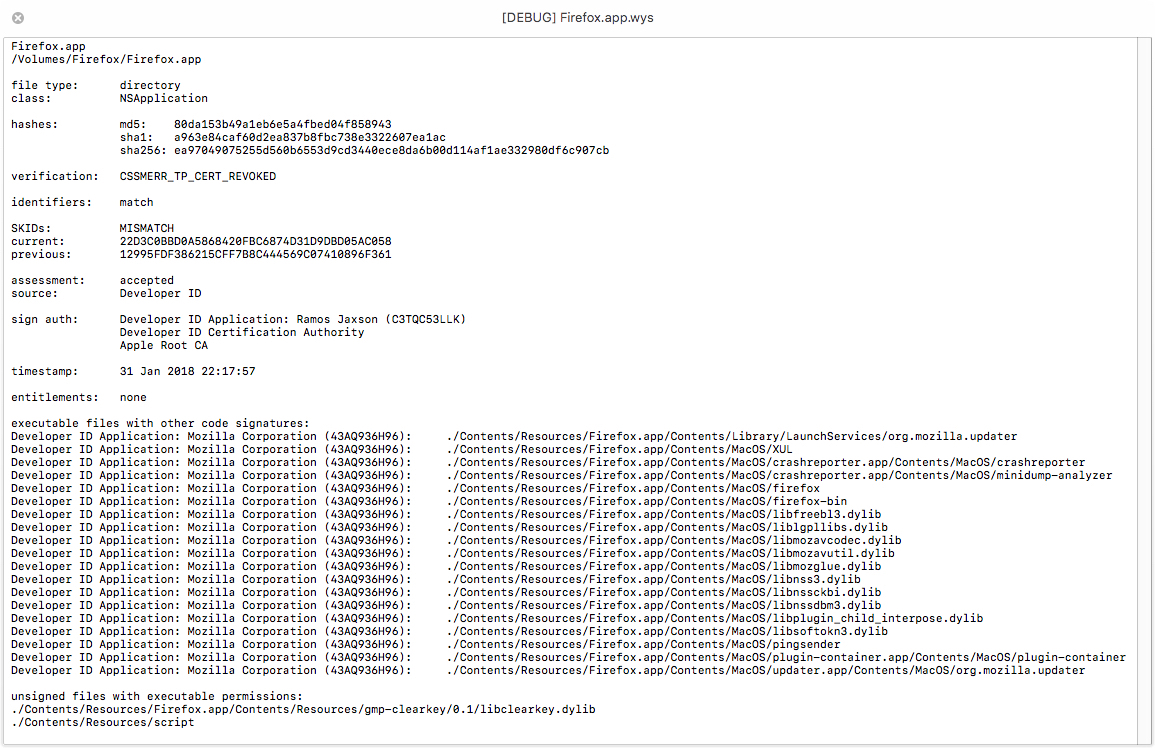 [DEBUG] Firefox.app.wys
Firefox.app
/Volumes/Firefox/Firefox.app
file type: directory
class: NSApplication
hashes: md5: 80da153b49a1eb6e5a4fbed04f858943
sha1: a963e84caf60d2ea837b8fbc738e3322607ea1ac
sha256: ea97049075255d560b6553d9cd3440ece8da6b00d114af1ae332980df6c907cb
verification: CSSMERR_TP_CERT_REVOKED
identifiers: match
SKIDs: MISMATCH
current: 22D3C0BBD0A5868420FBC6874D31D9DBD05AC058
previous: 12995FDF386215CFF7B8C444569C07410896F361
assessment: accepted
source: Developer ID
sign auth: Developer ID Application: Ramos Jaxson (C3TQC53LLK)
Developer ID Certification Authority
Apple Root CA
timestamp: 31 Jan 2018 22:17:57
entitlements: none
executable files with other code signatures:
Developer ID Application: Mozilla Corporation (43AQ936H96): ./Contents/Resources/Firefox.app/Contents/Library/LaunchServices/org.mozilla.updater
Developer ID Application: Mozilla Corporation (43AQ936H96): ./Contents/Resources/Firefox.app/Contents/MacOS/XUL
Developer ID Application: Mozilla Corporation (43AQ936H96): ./Contents/Resources/Firefox.app/Contents/MacOS/crashreporter.app/Contents/MacOS/crashreporter
Developer ID Application: Mozilla Corporation (43AQ936H96): ./Contents/Resources/Firefox.app/Contents/MacOS/crashreporter.app/Contents/MacOS/minidump-analyzer
Developer ID Application: Mozilla Corporation (43AQ936H96): ./Contents/Resources/Firefox.app/Contents/MacOS/firefox
Developer ID Application: Mozilla Corporation (43AQ936H96): ./Contents/Resources/Firefox.app/Contents/MacOS/firefox-bin
Developer ID Application: Mozilla Corporation (43AQ936H96): ./Contents/Resources/Firefox.app/Contents/MacOS/libfreebl3.dylib
Developer ID Application: Mozilla Corporation (43AQ936H96): ./Contents/Resources/Firefox.app/Contents/MacOS/liblgpllibs.dylib
Developer ID Application: Mozilla Corporation (43AQ936H96): ./Contents/Resources/Firefox.app/Contents/MacOS/libmozavcodec.dylib
Developer ID Application: Mozilla Corporation (43AQ936H96): ./Contents/Resources/Firefox.app/Contents/MacOS/libmozavutil.dylib
Developer ID Application: Mozilla Corporation (43AQ936H96): ./Contents/Resources/Firefox.app/Contents/MacOS/libmozglue.dylib
Developer ID Application: Mozilla Corporation (43AQ936H96): ./Contents/Resources/Firefox.app/Contents/MacOS/libnss3.dylib
Developer ID Application: Mozilla Corporation (43AQ936H96): ./Contents/Resources/Firefox.app/Contents/MacOS/libnssckbi.dylib
Developer ID Application: Mozilla Corporation (43AQ936H96): ./Contents/Resources/Firefox.app/Contents/MacOS/libnssdbm3.dylib
Developer ID Application: Mozilla Corporation (43AQ936H96): ./Contents/Resources/Firefox.app/Contents/MacOS/libplugin_child_interpose.dylib
Developer ID Application: Mozilla Corporation (43AQ936H96): ./Contents/Resources/Firefox.app/Contents/MacOS/libsoftokn3.dylib
Developer ID Application: Mozilla Corporation (43AQ936H96): ./Contents/Resources/Firefox.app/Contents/MacOS/pingsender
Developer ID Application: Mozilla Corporation (43AQ936H96): ./Contents/Resources/Firefox.app/Contents/MacOS/plugin-container.app/Contents/MacOS/plugin-container
Developer ID Application: Mozilla Corporation (43AQ936H96): ./Contents/Resources/Firefox.app/Contents/MacOS/updater.app/Contents/MacOS/org.mozilla.updater
unsigned files with executable permissions:
./Contents/Resources/Firefox.app/Contents/Resources/gmp-clearkey/0.1/libclearkey.dylib
./Contents/Resources/script